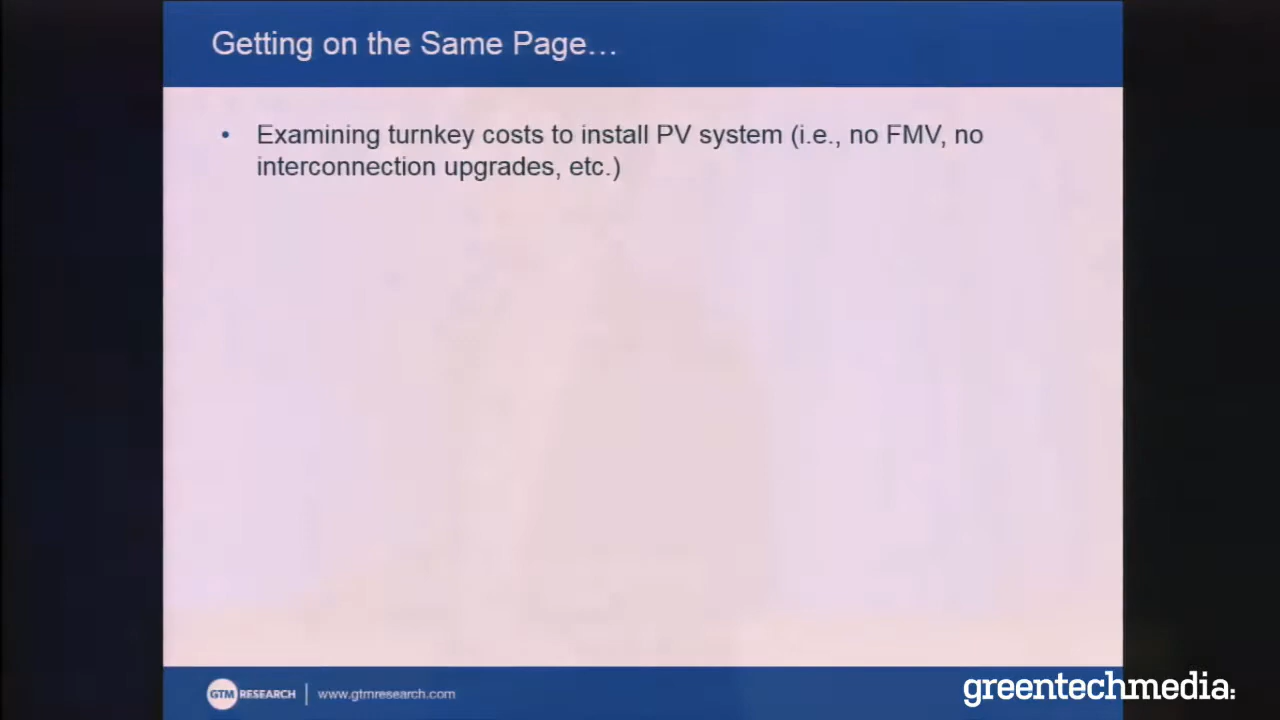 Getting on the Same Page…
• Examining turnkey costs to install PV system (i.e., no FMV, no
interconnection upgrades, etc.)
GTM RESEARCH | www.gtmresearch.com
greentechmedia: